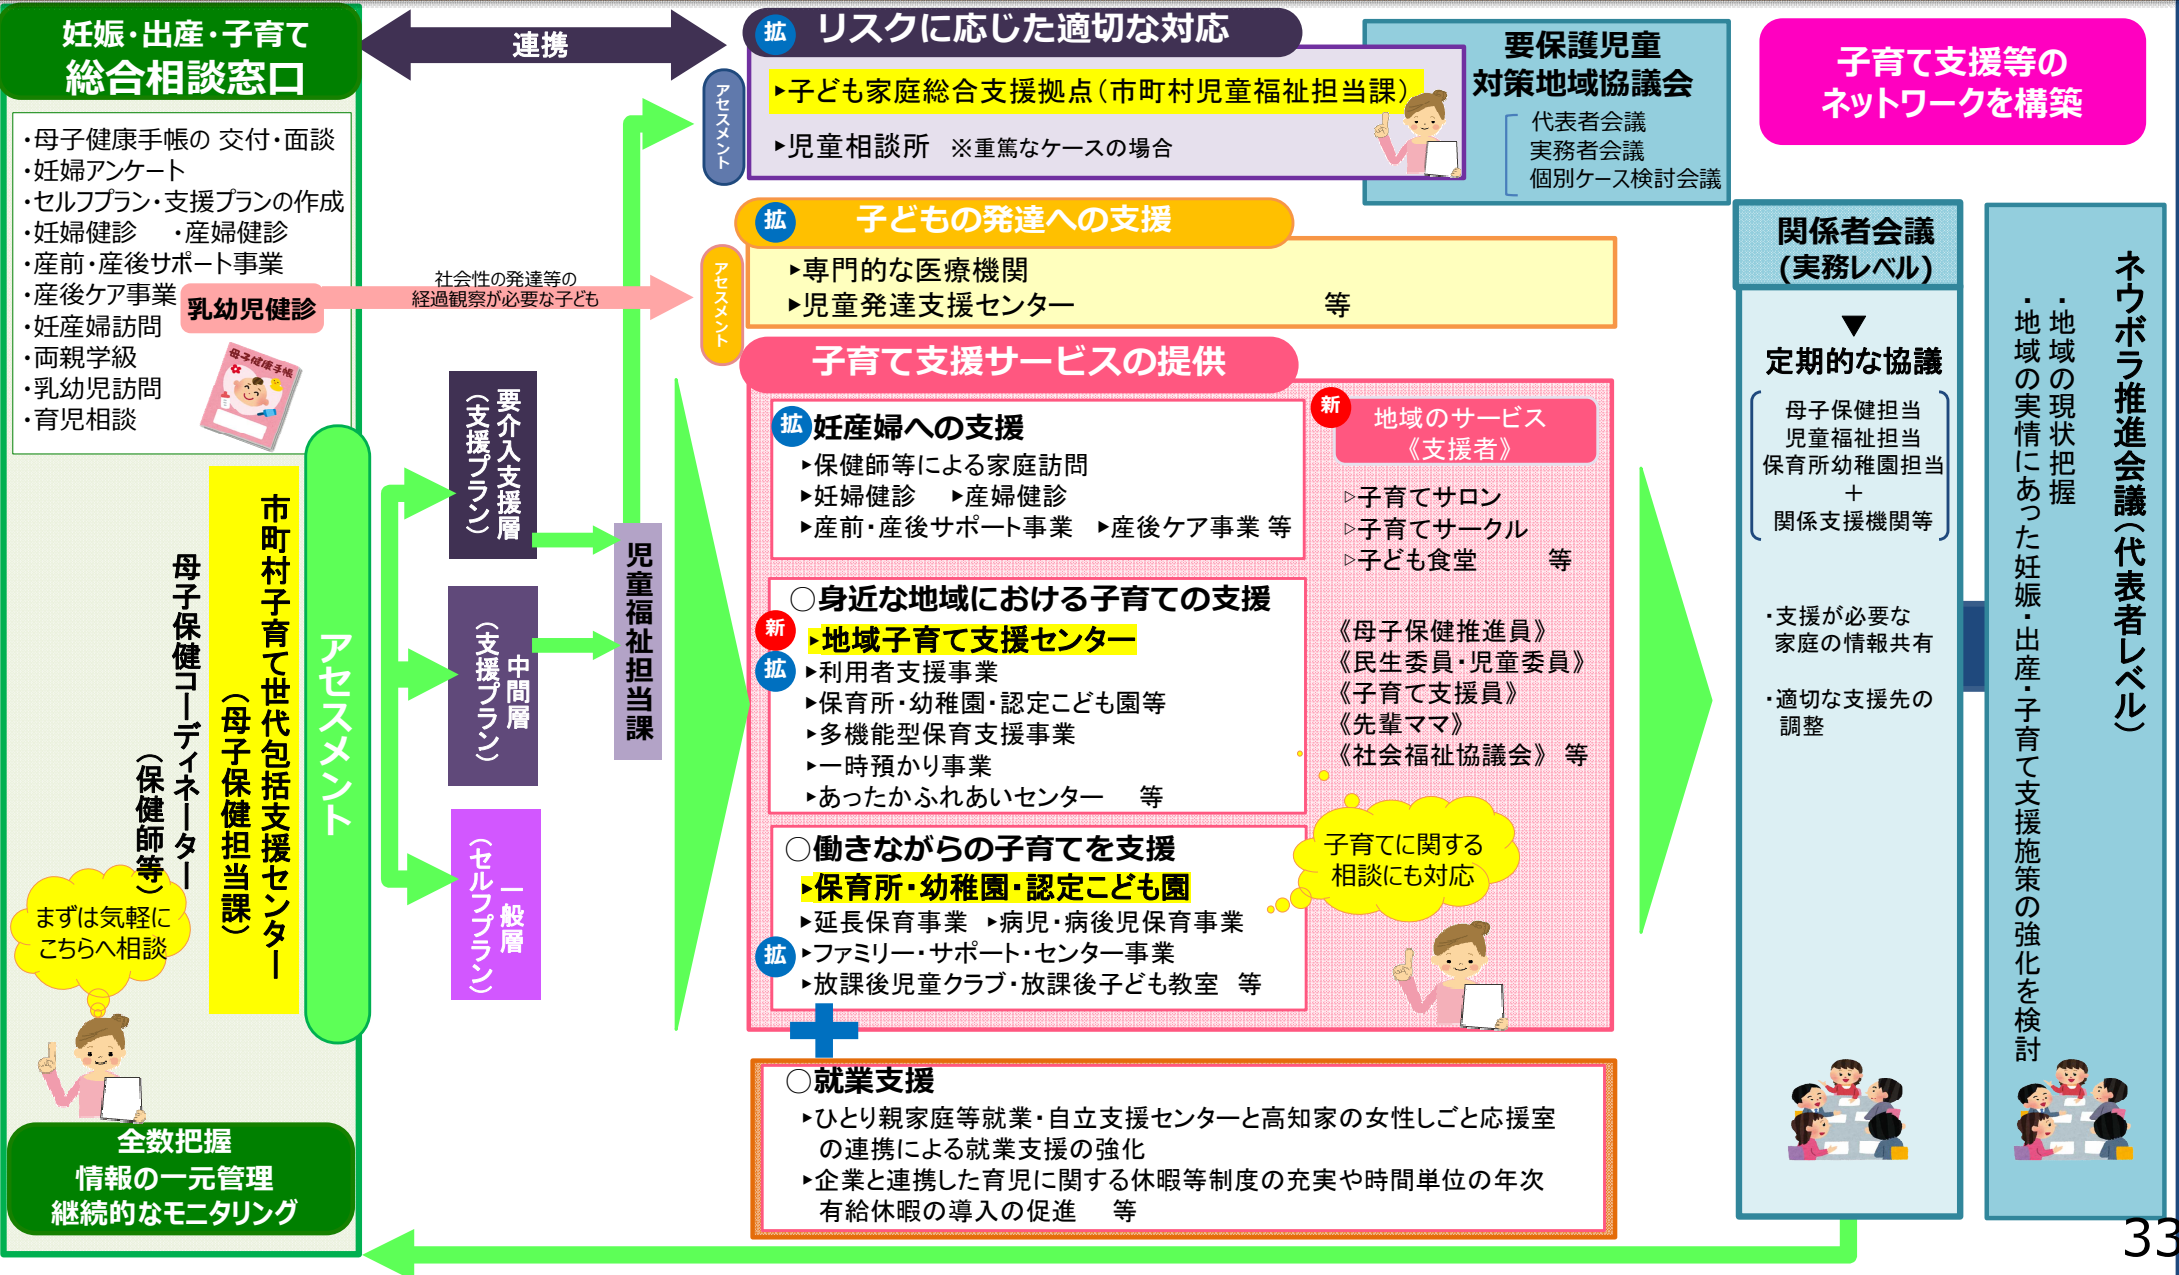 妊娠・出産・子育て
総合相談窓口
・母子健康手帳の 交付・面談
・妊婦アンケート
・セルフプラン・支援プランの作成
・妊婦健診　・産婦健診
・産前・産後サポート事業
・産後ケア事業
・妊産婦訪問
・両親学級
・乳幼児訪問
・育児相談
乳幼児健診
母子健康手帳
市町村子育て世代包括支援センター
（母子保健担当課）
母子保健コーディネーター
（保健師等）
まずは気軽に
こちらへ相談
全数把握
情報の一元管理
継続的なモニタリング
アセスメント
連携
社会性の発達等の
経過観察が必要な子ども
要介入支援層
（支援プラン）
中間層
（支援プラン）
一般層
（セルフプラン）
児童福祉担当課
アセスメント
拡
リスクに応じた適切な対応
▸子ども家庭総合支援拠点（市町村児童福祉担当課）
▸児童相談所　※重篤なケースの場合
要保護児童
対策地域協議会
代表者会議
実務者会議
個別ケース検討会議
アセスメント
拡
子どもの発達への支援
▸専門的な医療機関
▸児童発達支援センター　等
子育て支援サービスの提供
拡
妊産婦への支援
▸保健師等による家庭訪問
▸妊婦健診　▸産婦健診
▸産前・産後サポート事業　▸産後ケア事業 等
○身近な地域における子育ての支援
新
▸地域子育て支援センター
拡
▸利用者支援事業
▸保育所・幼稚園・認定こども園等
▸多機能型保育支援事業
▸一時預かり事業
▸あったかふれあいセンター　等
○働きながらの子育てを支援
▸保育所・幼稚園・認定こども園
▸延長保育事業　▸病児・病後児保育事業
拡
▸ファミリー・サポート・センター事業
▸放課後児童クラブ・放課後子ども教室　等
新
地域のサービス
《支援者》
▹子育てサロン
▹子育てサークル
▹子ども食堂　等
《母子保健推進員》
《民生委員・児童委員》
《子育て支援員》
《先輩ママ》
《社会福祉協議会》 等
子育てに関する
相談にも対応
○就業支援
▸ひとり親家庭等就業・自立支援センターと高知家の女性しごと応援室
の連携による就業支援の強化
▸企業と連携した育児に関する休暇等制度の充実や時間単位の年次
有給休暇の導入の促進　等
子育て支援等の
ネットワークを構築
関係者会議
(実務レベル)
▼
定期的な協議
母子保健担当
児童福祉担当
保育所幼稚園担当
＋
関係支援機関等
・支援が必要な
家庭の情報共有
・適切な支援先の
調整
ネウボラ推進会議（代表者レベル）
・地域の現状把握
・地域の実情にあった妊娠・出産・子育て支援施策の強化を検討
33